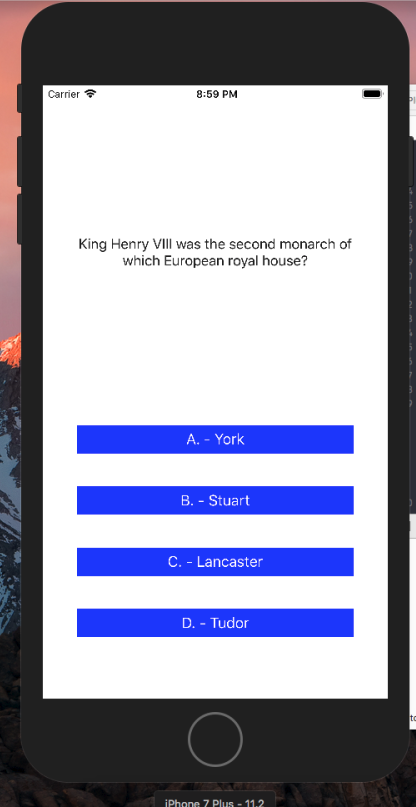 Carrier
8:59 PM
King Henry VIII was the second monarch of
which European royal house?
A. - York
B. - Stuart
C. - Lancaster
D. - Tudor
iPhone 7 Plus - 11.2